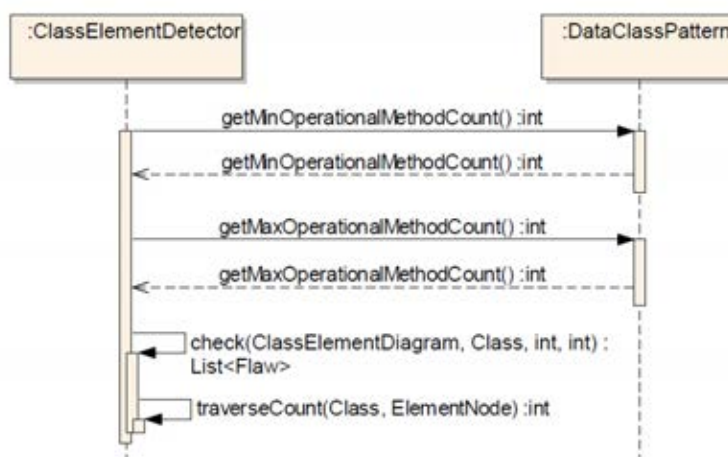 :ClassElementDetector
:DataClassPattern
getMinOperationalMethodCount() :int
getMinOperationalMethodCount() :int
getMaxOperationalMethodCount() :int
getMaxOperationalMethodCount() :int
check(ClassElementDiagram, Class, int, int) :
List<Flaw>
traverseCount(Class, ElementNode) :int